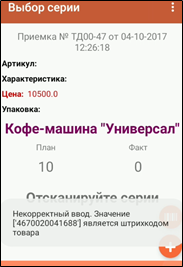 Выбор серии
Приемка № ТД00-47 от 04-10-2017
12:26:18
Артикул:
Характеристика:
Цена: 10500.0
Упаковка:
Кофе-машина "Универсал"
План Факт
10 0
Отсканируйте серии
Некорректный ввод. Значение
['4670020041688'] является штрихкодом
товара
+